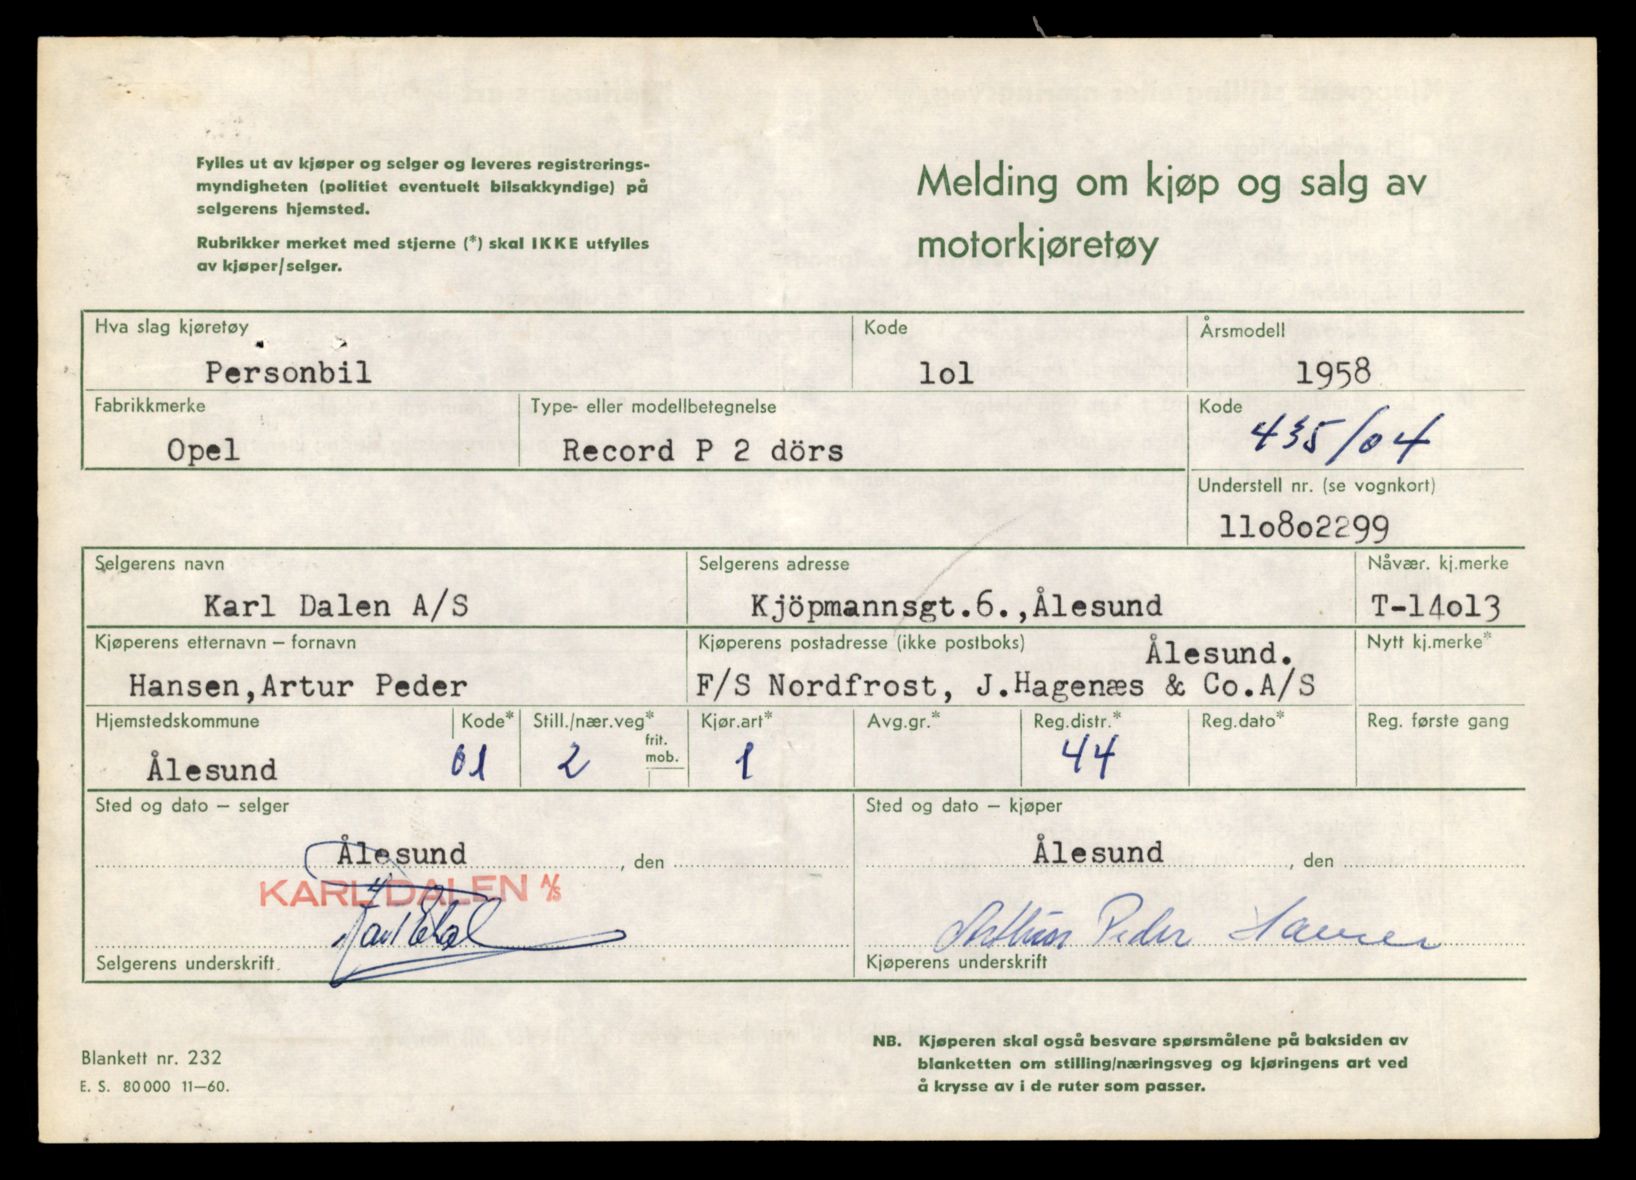 Fylles ut av kjøper og selger og leveres registrerings-
myndigheten (politiet eventuelt bilsakkyndige) på
selgerens hjemsted.
Rubrikker merket med stjerne (*) skal IKKE utfylles
av kjøper/selger.
Melding om kjøp og salg av
motorkjøretøy
Hva slag kjøretøy
Kode
Årsmodell
Personbil
lol
1958
Fabrikkmerke
Type- eller modellbetegnelse
Kode
Opel
Record P 2 dörs
435/04
Understell nr. (se vognkort)
llo8o2299
Selgerens navn
Selgerens adresse
Nåvær. kj.merke
Karl Dalen A/S
Kjöpmannsgt.6.,Ålesund
T-14ol3
Kjøperens etternavn – fornavn
Kjøperens postadresse (ikke postboks)
Nytt kj.merke*
Ålesund.
Hansen,Artur Peder
F/S Nordfrost, J.Hagenæs & Co.A/S
Hjemstedskommune
Kode*
Still./nær.veg*
Kjør.art*
Avg.gr.*
Reg.distr.*
Reg.dato*
Reg. første gang
frit.
mob.
Ålesund
01
2
1
44
Sted og dato – selger
Sted og dato – kjøper
Ålesund, den
Ålesund, den
KARL DALEN A/S
Arthur Peder Hansen
Selgerens underskrift.
Kjøperens underskrift
Blankett nr. 232
E. S. 80000 11–60.
NB. Kjøperen skal også besvare spørsmålene på baksiden av
blanketten om stilling/næringsveg og kjøringens art ved
å krysse av i de ruter som passer.